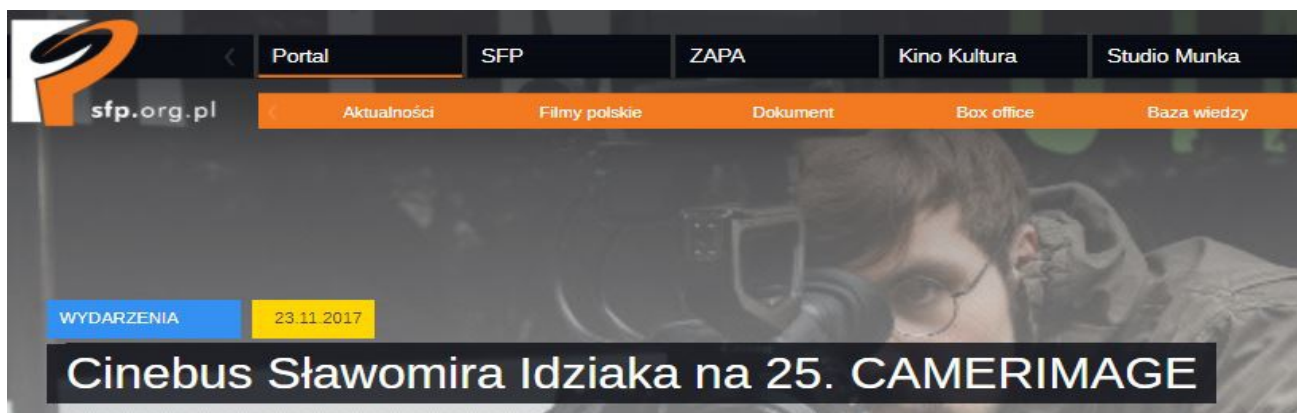 Portal SFP ZAPA Kino Kultura Studio Munka
sfp.org.pl
Aktualności Filmy polskie Dokument Box office Baza wiedzy
WYDARZENIA 23.11.2017
Cinebus Sławomira Idziaka na 25. CAMERIMAGE